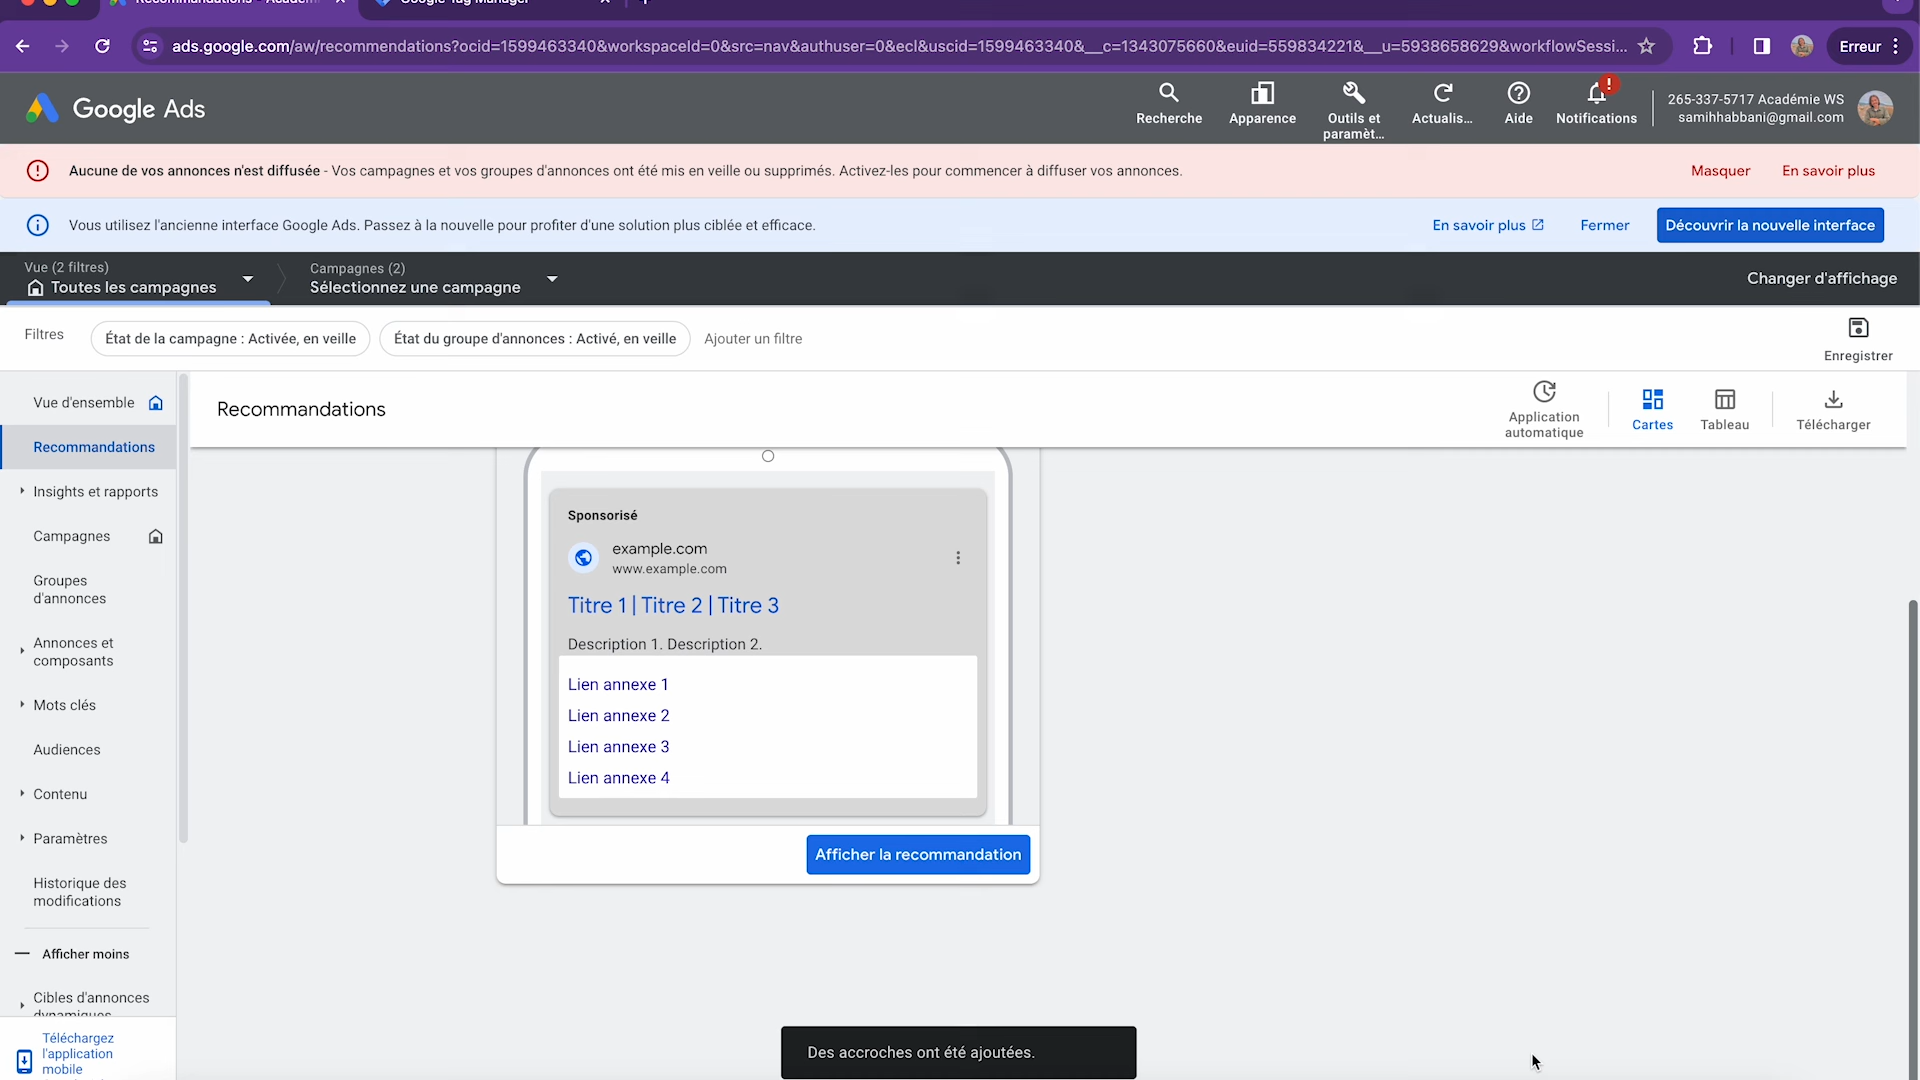 Recommandations - Académ
Google Tag Manager
ads.google.com/aw/recommendations?ocid=1599463340&workspaceId=0&src=nav&authuser=0&ecl&uscid=1599463340&__c=1343075660&euid=559834221&__u=5938658629&workflowSessi...
Erreur
Google Ads
Recherche
Apparence
Outils et
paramèt...
Actualis...
Aide
Notifications
265-337-5717 Académie WS
samihhabbani@gmail.com
Aucune de vos annonces n'est diffusée - Vos campagnes et vos groupes d'annonces ont été mis en veille ou supprimés. Activez-les pour commencer à diffuser vos annonces.
Masquer
En savoir plus
Vous utilisez l'ancienne interface Google Ads. Passez à la nouvelle pour profiter d'une solution plus ciblée et efficace.
En savoir plus
Fermer
Découvrir la nouvelle interface
Vue (2 filtres)
Toutes les campagnes
Campagnes (2)
Sélectionnez une campagne
Changer d'affichage
Filtres
État de la campagne : Activée, en veille
État du groupe d'annonces : Activé, en veille
Ajouter un filtre
Enregistrer
Vue d'ensemble
Recommandations
Insights et rapports
Campagnes
Groupes
d'annonces
Annonces et
composants
Mots clés
Audiences
Contenu
Paramètres
Historique des
modifications
Afficher moins
Cibles d'annonces
dynamiques
Téléchargez
l'application
mobile
Recommandations
Application
automatique
Cartes
Tableau
Télécharger
Sponsorisé
example.com
www.example.com
Titre 1 | Titre 2 | Titre 3
Description 1. Description 2.
Lien annexe 1
Lien annexe 2
Lien annexe 3
Lien annexe 4
Afficher la recommandation
Des accroches ont été ajoutées.